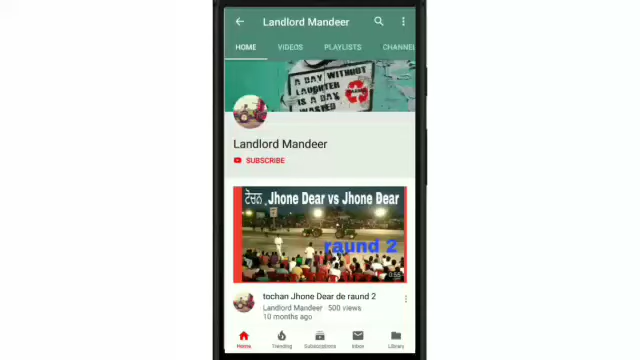 Landlord Mandeer
HOME VIDEOS PLAYLISTS CHANNEL
A DAY WITHOUT
LAUGHTER
IS A DAY
WASTED
Landlord Mandeer
SUBSCRIBE
ਟੋਚਨ Jhone Dear vs Jhone Dear
raund 2
0:55
tochan Jhone Dear de raund 2
Landlord Mandeer 500 views
10 months ago
Home Trending Subscriptions Inbox Library